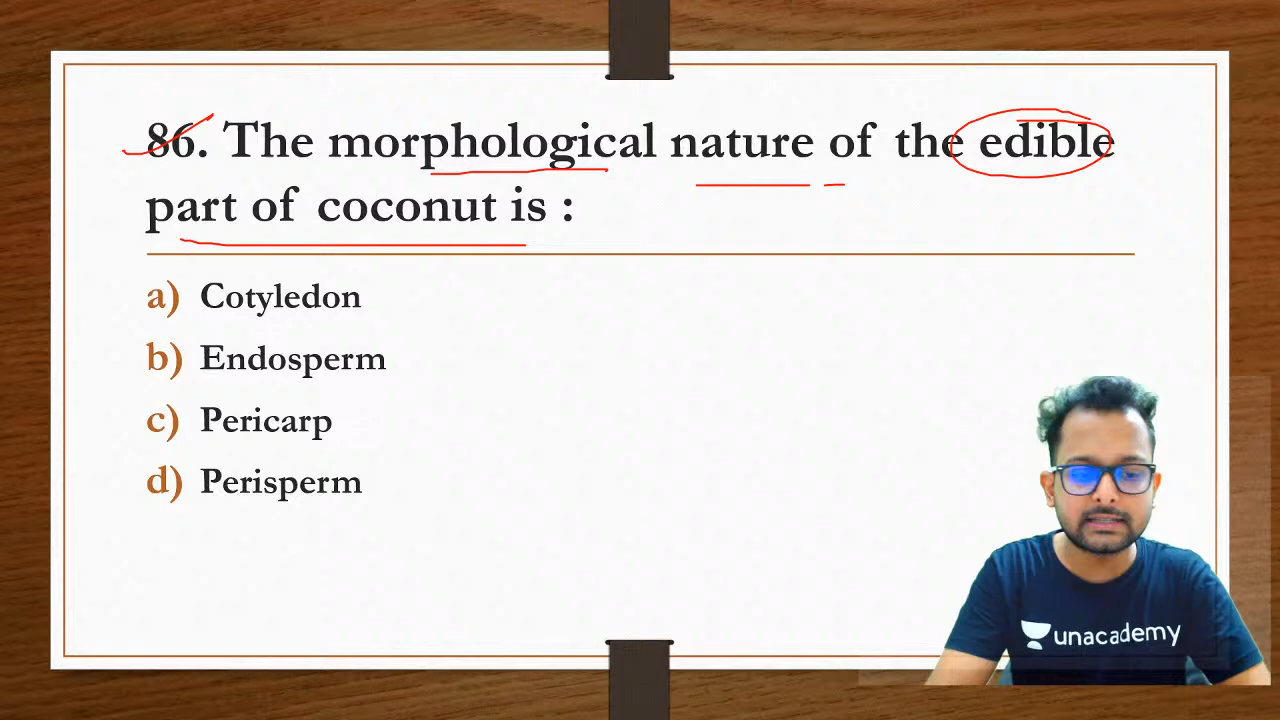 86. The morphological nature of the edible
part of coconut is :
a) Cotyledon
b) Endosperm
c) Pericarp
d) Perisperm
unacademy